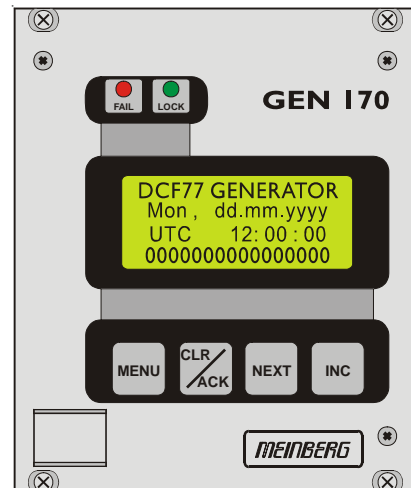 FAIL LOCK
GEN 170
DCF77 GENERATOR
Mon , dd.mm.yyyy
UTC 12: 00 : 00
0000000000000000
MENU CLR/ACK NEXT INC
MEINBERG